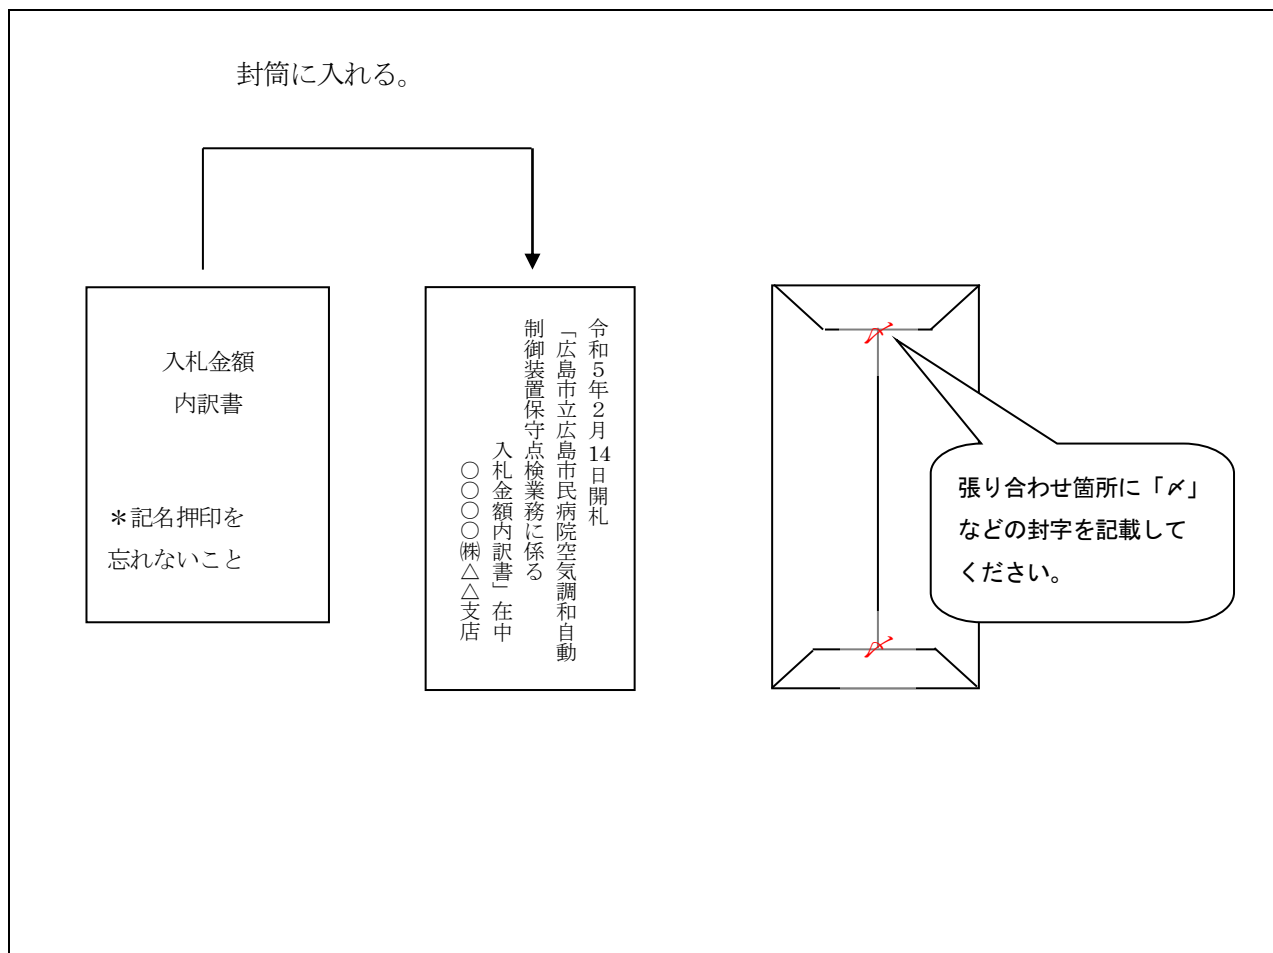 封筒に入れる。
入札金額
内訳書
＊記名押印を
忘れないこと
令和５年２月14日開札
「広島市立広島市民病院空気調和自動
制御装置保守点検業務に係る
入札金額内訳書」在中
○○○○㈱△△支店
〆
張り合わせ箇所に「〆」
などの封字を記載して
ください。
〆